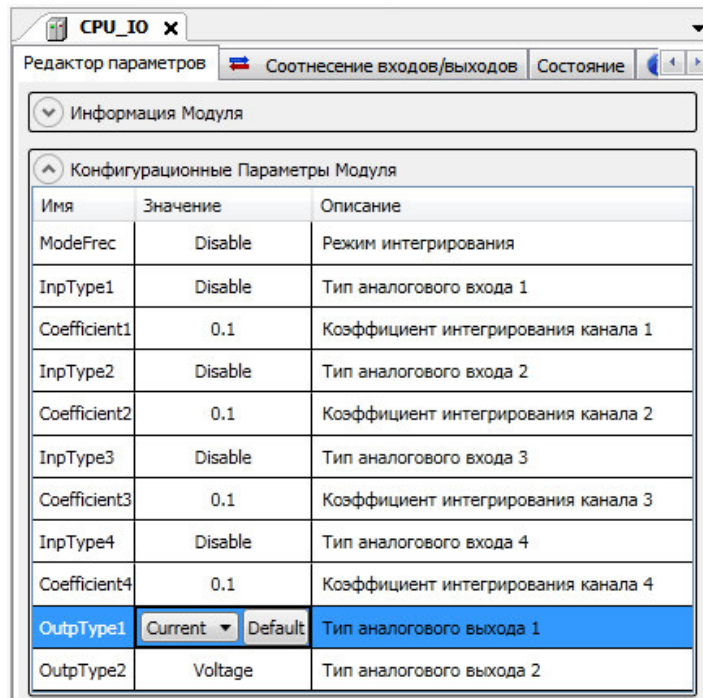 CPU_IO X
Редактор параметров Соотнесение входов/выходов Состояние
Информация Модуля
Конфигурационные Параметры Модуля
Имя Значение Описание
ModeFrec Disable Режим интегрирования
InpType1 Disable Тип аналогового входа 1
Coefficient1 0.1 Коэффициент интегрирования канала 1
InpType2 Disable Тип аналогового входа 2
Coefficient2 0.1 Коэффициент интегрирования канала 2
InpType3 Disable Тип аналогового входа 3
Coefficient3 0.1 Коэффициент интегрирования канала 3
InpType4 Disable Тип аналогового входа 4
Coefficient4 0.1 Коэффициент интегрирования канала 4
OutpType1 Current Default Тип аналогового выхода 1
OutpType2 Voltage Тип аналогового выхода 2